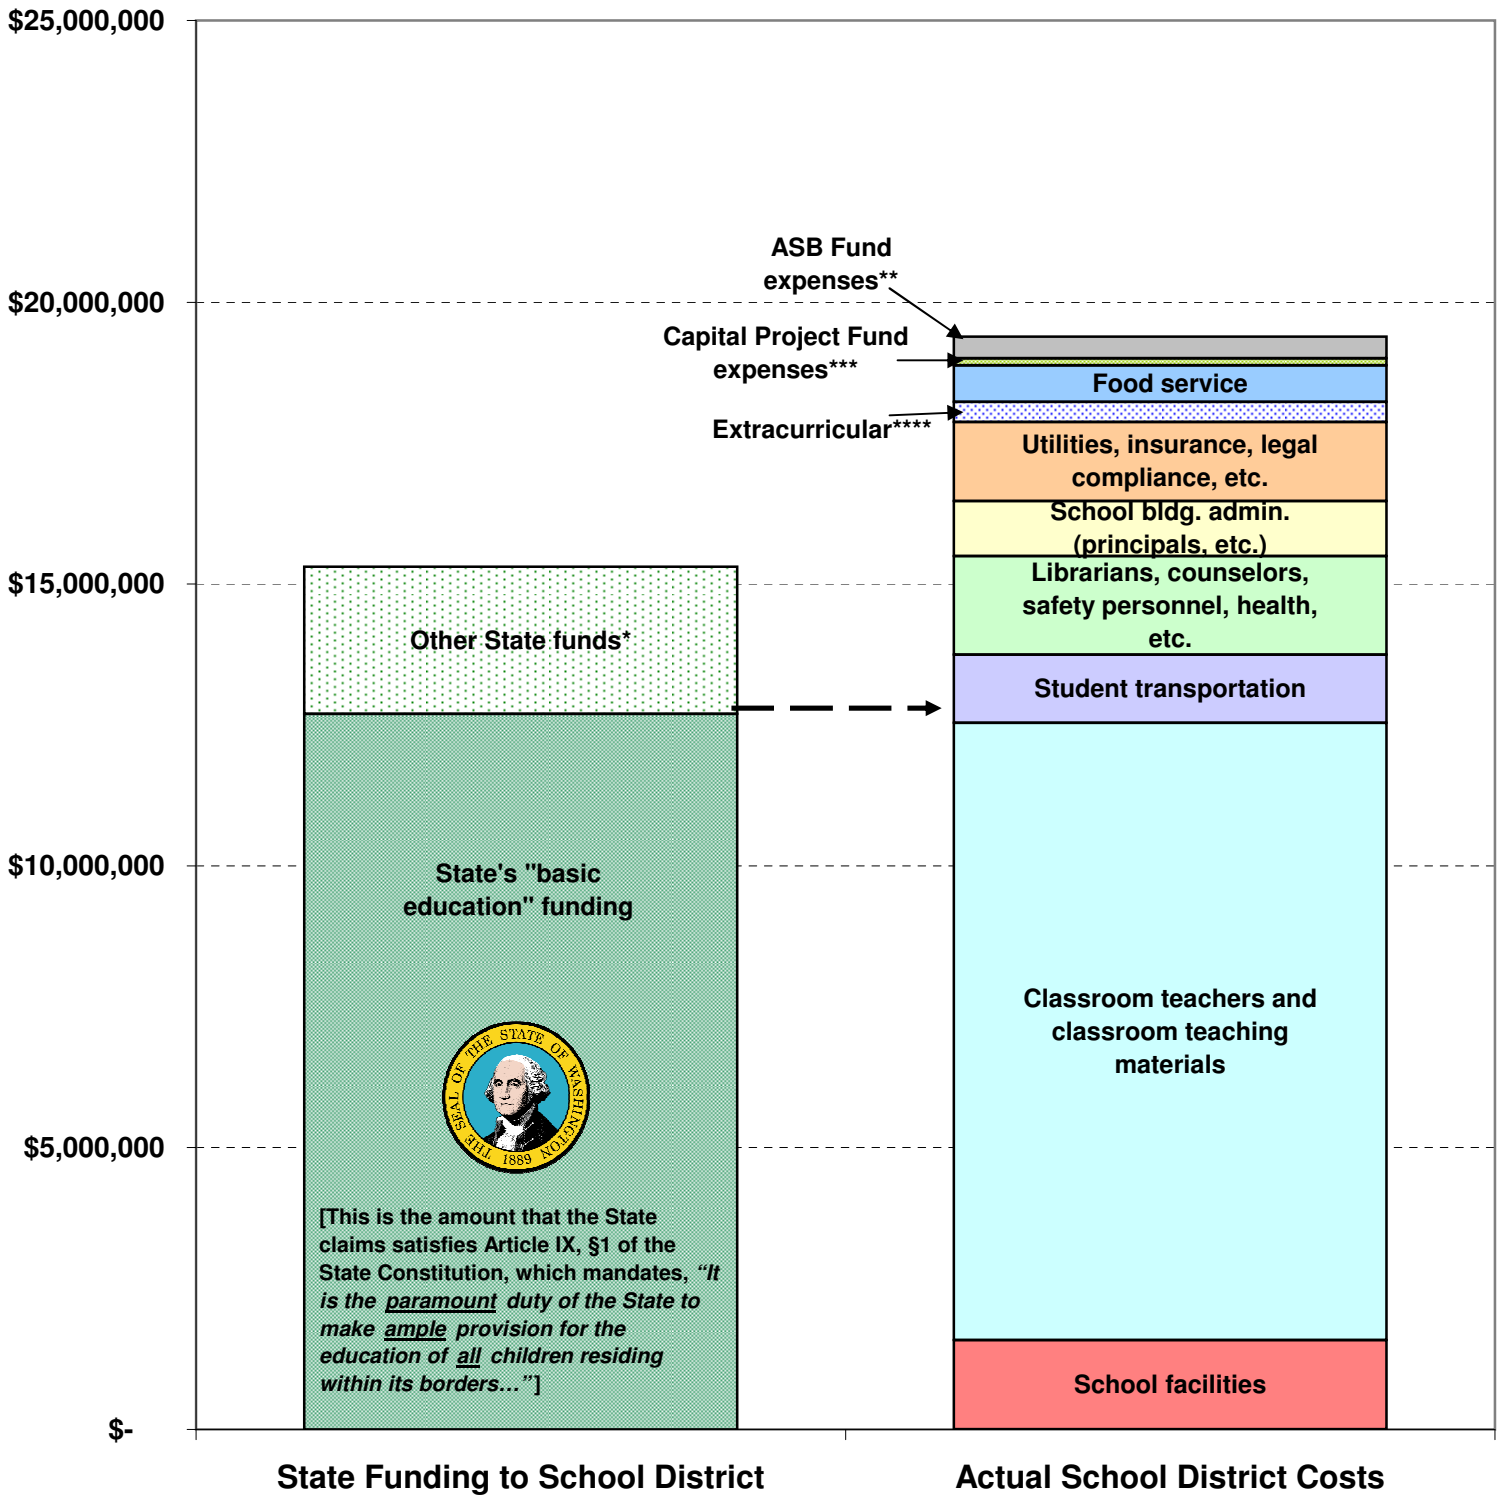 $25,000,000
$20,000,000
$15,000,000
$10,000,000
$5,000,000
$-
Other State funds*
State's "basic
education" funding
THE SEAL OF THE STATE OF WASHINGTON
1889
[This is the amount that the State
claims satisfies Article IX, §1 of the
State Constitution, which mandates, “It
is the paramount duty of the State to
make ample provision for the
education of all children residing
within its borders…”]
ASB Fund
expenses**
Capital Project Fund
expenses***
Extracurricular****
Food service
Utilities, insurance, legal
compliance, etc.
School bldg. admin.
(principals, etc.)
Librarians, counselors,
safety personnel, health,
etc.
Student transportation
Classroom teachers and
classroom teaching
materials
School facilities
State Funding to School District
Actual School District Costs